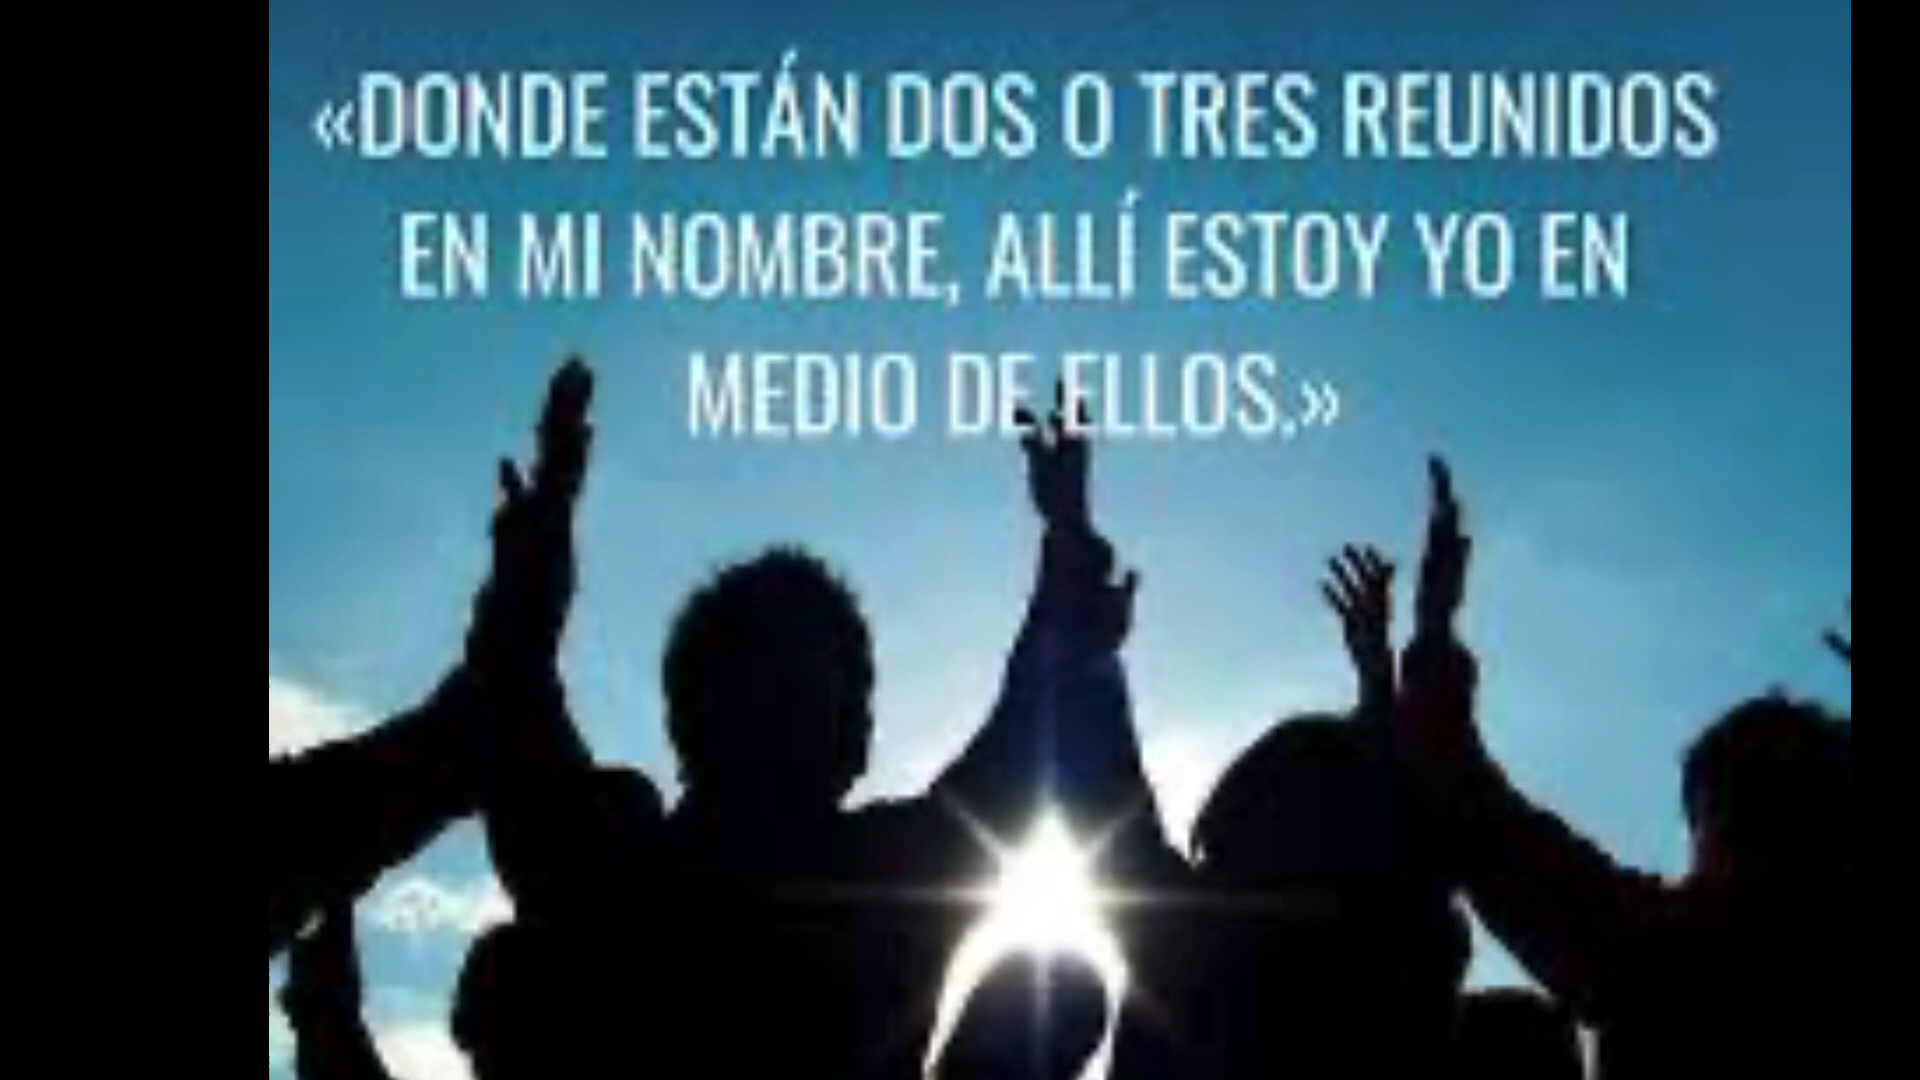 «DONDE ESTÁN DOS O TRES REUNIDOS
EN MI NOMBRE, ALLÍ ESTOY YO EN
MEDIO DE ELLOS.»